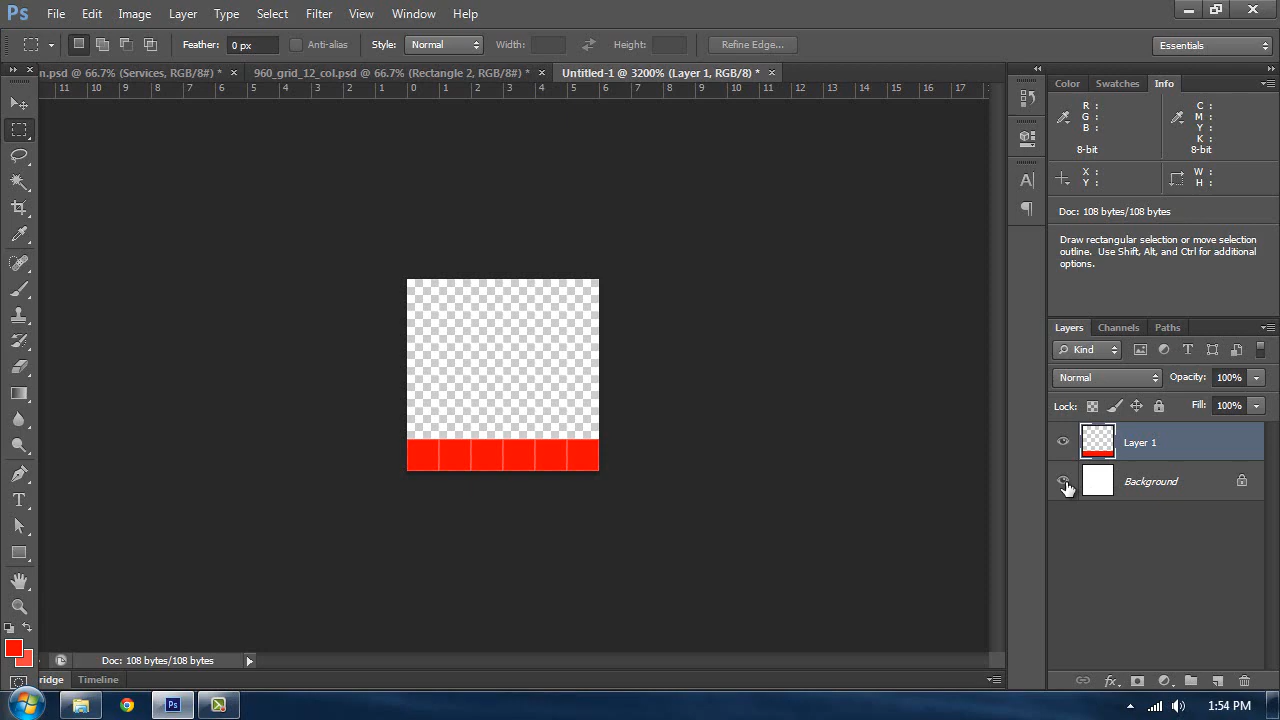 Ps File Edit Image Layer Type Select Filter View Window Help
Feather: 0 px Anti-alias Style: Normal Width: Height: Refine Edge... Essentials
n.psd @ 66.7% (Services, RGB/8#) * × 960_grid_12_col.psd @ 66.7% (Rectangle 2, RGB/8#) * × Untitled-1 @ 3200% (Layer 1, RGB/8) * ×
11 10 9 8 7 6 5 4 3 2 1 0 1 2 3 4 5 6 7 8 9 10 11 12 13 14 15 16 17
Color Swatches Info
R : C :
G : M :
B : Y :
K :
8-bit 8-bit
X : W :
Y : H :
Doc: 108 bytes/108 bytes
Draw rectangular selection or move selection
outline. Use Shift, Alt, and Ctrl for additional
options.
Layers Channels Paths
Kind
Normal Opacity: 100%
Lock: Fill: 100%
Layer 1
Background
Doc: 108 bytes/108 bytes
ridge Timeline
Ps 1:54 PM